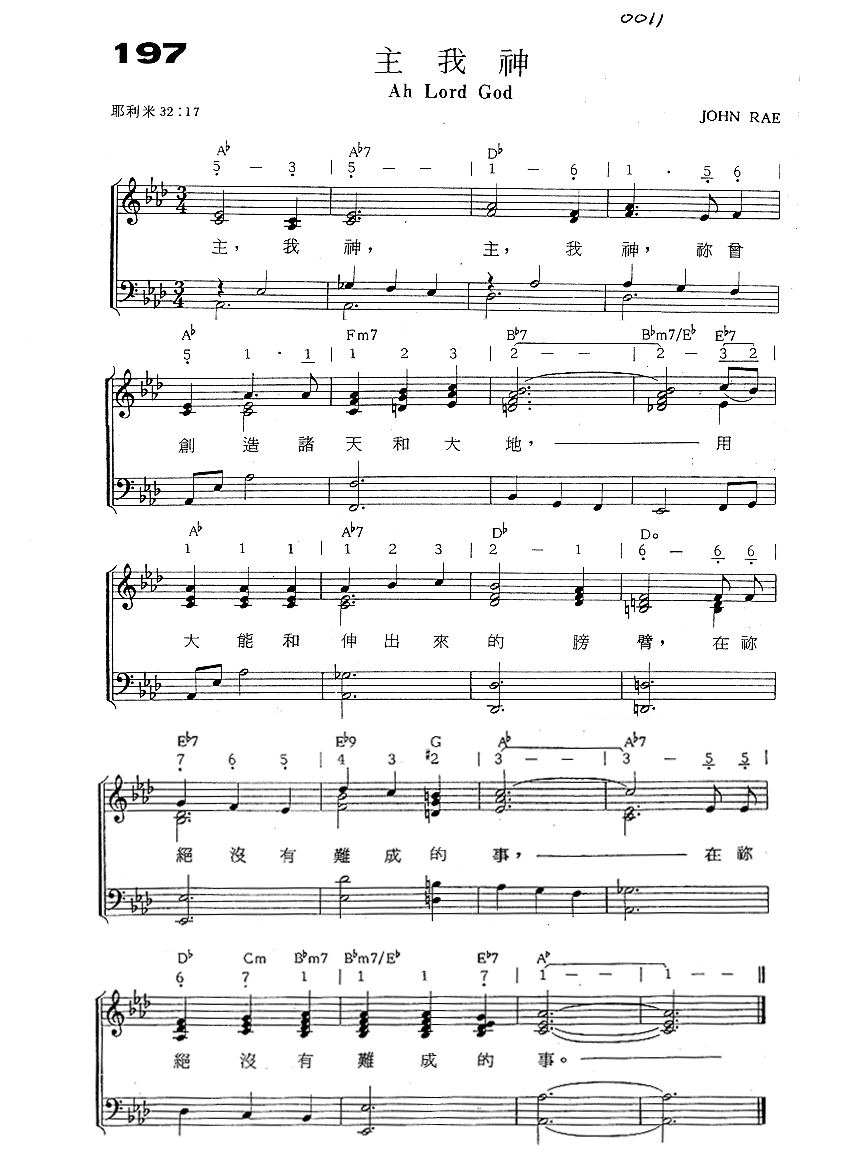 0011
197
主我神
Ah Lord God
耶利米 32:17
JOHN RAE
A♭ A♭7 D♭
5̣ — 3̣ | 5̣ — — | 1 — 6̣ | 1 · 5̣ 6̣ |
主，我神，主，我神，祢曾
A♭ Fm7 B♭7 B♭m7/E♭ E♭7
5̣ 1 · 1 | 1 2 3 | 2 — — | 2 — 3 2 |
創造諸天和大地，————用
A♭ A♭7 D♭ D°
1 1 1 | 1 2 3 | 2 — 1 | 6̣ — 6̣ 6̣ |
大能和伸出來的膀臂，在祢
E♭7 E♭9 G A♭ A♭7
7̣ 6̣ 5̣ | 4 3 #2 | 3 — — | 3 — 5̣ 5̣ |
絕沒有難成的事，————在祢
D♭ Cm B♭m7 B♭m7/E♭ E♭7 A♭
6̣ 7̣ 1 | 1 1 7̣ | 1 — — | 1 — — ||
絕沒有難成的事。————